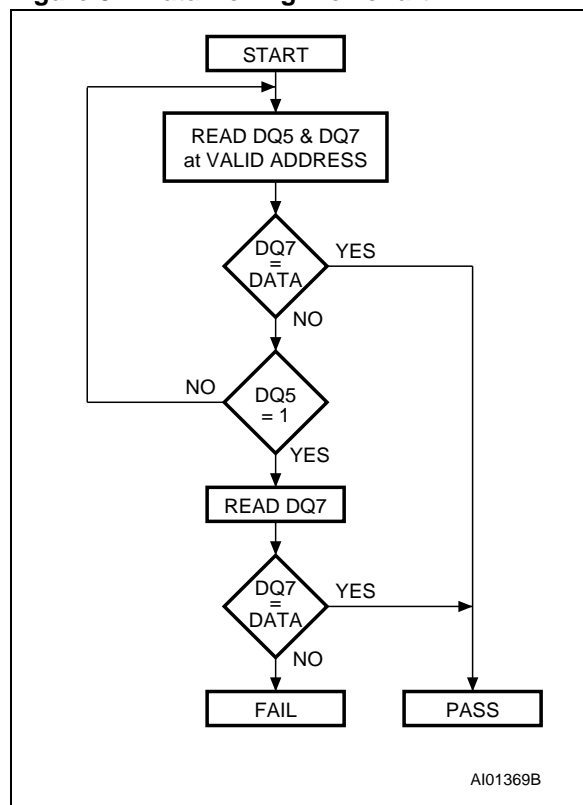 START
READ DQ5 & DQ7
at VALID ADDRESS
DQ7
=
DATA
YES
NO
NO
DQ5
= 1
YES
READ DQ7
DQ7
=
DATA
YES
NO
FAIL
PASS
AI01369B